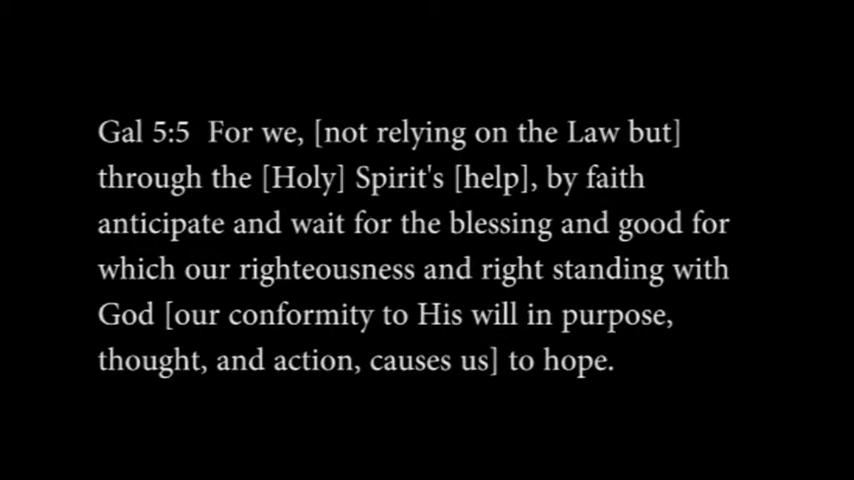 Gal 5:5  For we, [not relying on the Law but]
through the [Holy] Spirit's [help], by faith
anticipate and wait for the blessing and good for
which our righteousness and right standing with
God [our conformity to His will in purpose,
thought, and action, causes us] to hope.